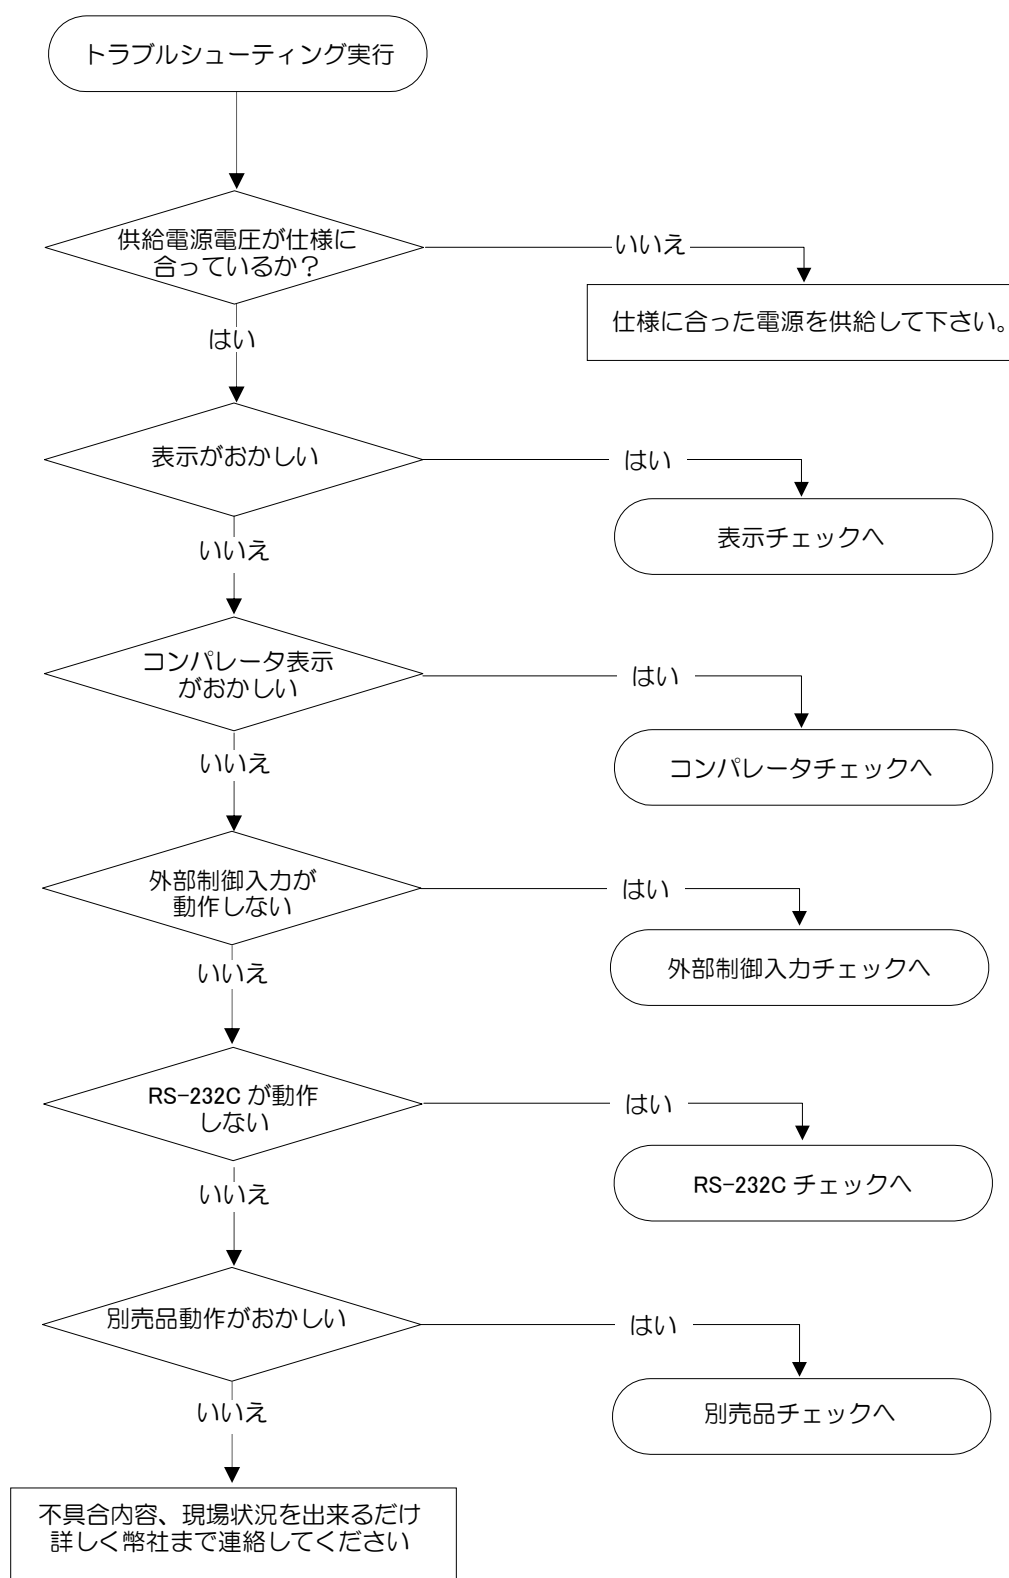 トラブルシューティング実行
供給電源電圧が仕様に
合っているか？
いいえ
仕様に合った電源を供給して下さい。
はい
表示がおかしい
はい
表示チェックへ
いいえ
コンパレータ表示
がおかしい
はい
コンパレータチェックへ
いいえ
外部制御入力が
動作しない
はい
外部制御入力チェックへ
いいえ
RS-232C が動作
しない
はい
RS-232C チェックへ
いいえ
別売品動作がおかしい
はい
別売品チェックへ
いいえ
不具合内容、現場状況を出来るだけ
詳しく幣社まで連絡してください